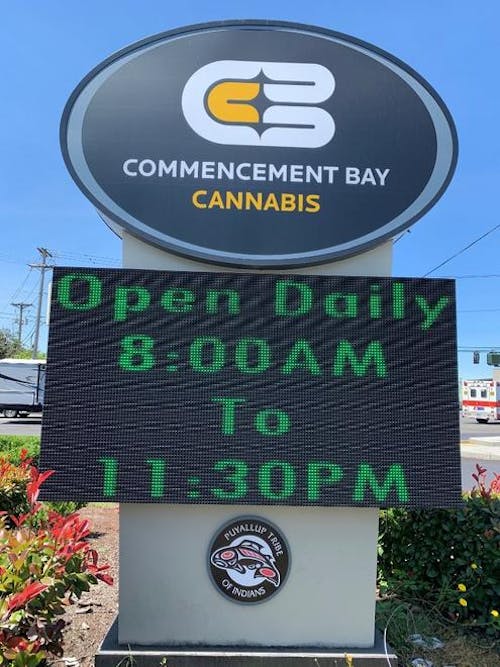 COMMENCEMENT BAY
CANNABIS
Open Daily
8:00AM
To
11:30PM
PUYALLUP TRIBE
OF INDIANS